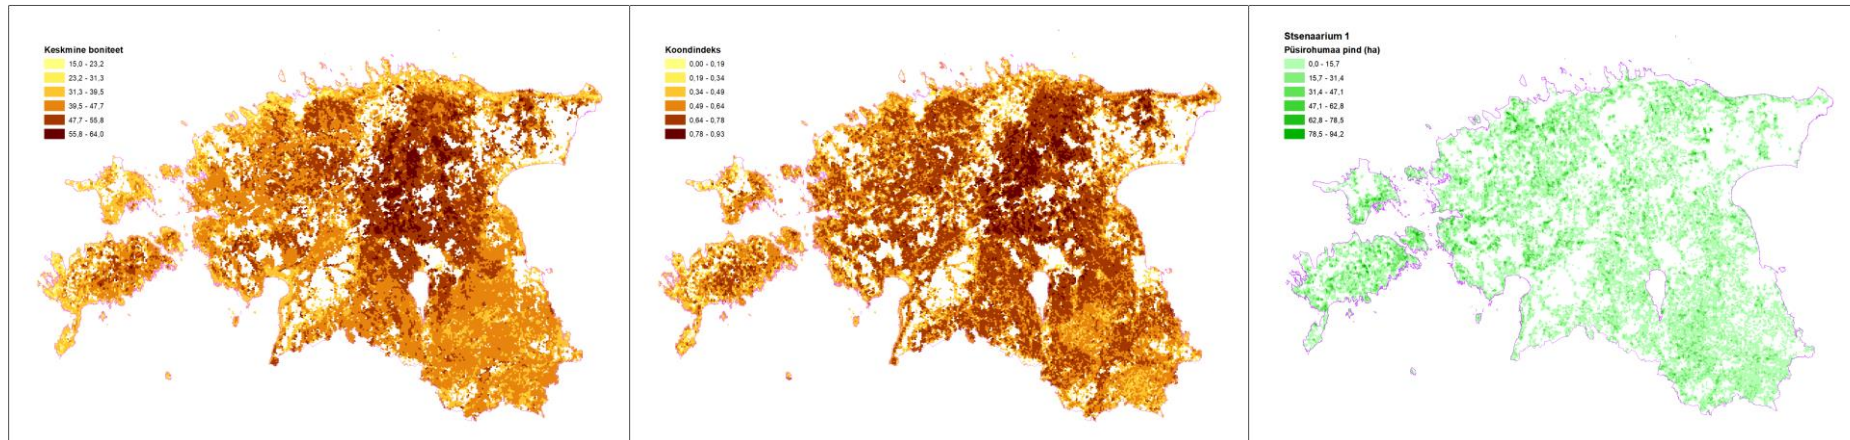 Keskmine boniteet
15,0 - 23,2
23,2 - 31,3
31,3 - 39,5
39,5 - 47,7
47,7 - 55,8
55,8 - 64,0
Koondindeks
0,00 - 0,19
0,19 - 0,34
0,34 - 0,49
0,49 - 0,64
0,64 - 0,78
0,78 - 0,93
Stsenaarium 1
Püsirohumaa pind (ha)
0,0 - 15,7
15,7 - 31,4
31,4 - 47,1
47,1 - 62,8
62,8 - 78,5
78,5 - 94,2